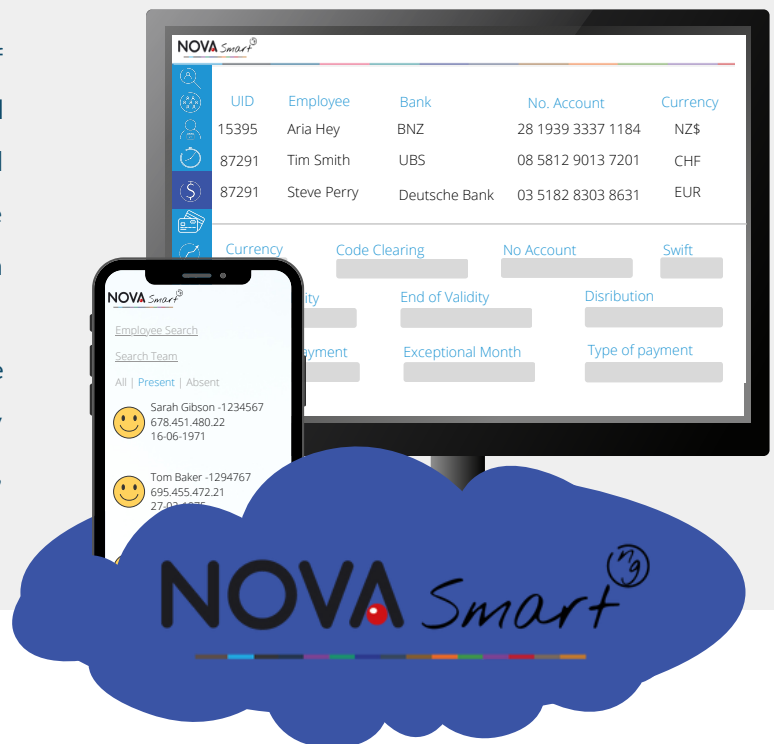 NOVA Smart ng
UID Employee Bank No. Account Currency
15395 Aria Hey BNZ 28 1939 3337 1184 NZ$
87291 Tim Smith UBS 08 5812 9013 7201 CHF
87291 Steve Perry Deutsche Bank 03 5182 8303 8631 EUR
Currency Code Clearing No Account Swift
End of Validity Disribution
Exceptional Month Type of payment
NOVA Smart ng
Employee Search
Search Team
All | Present | Absent
Sarah Gibson -1234567
678.451.480.22
16-06-1971
Tom Baker -1294767
695.455.472.21
NOVA Smart ng